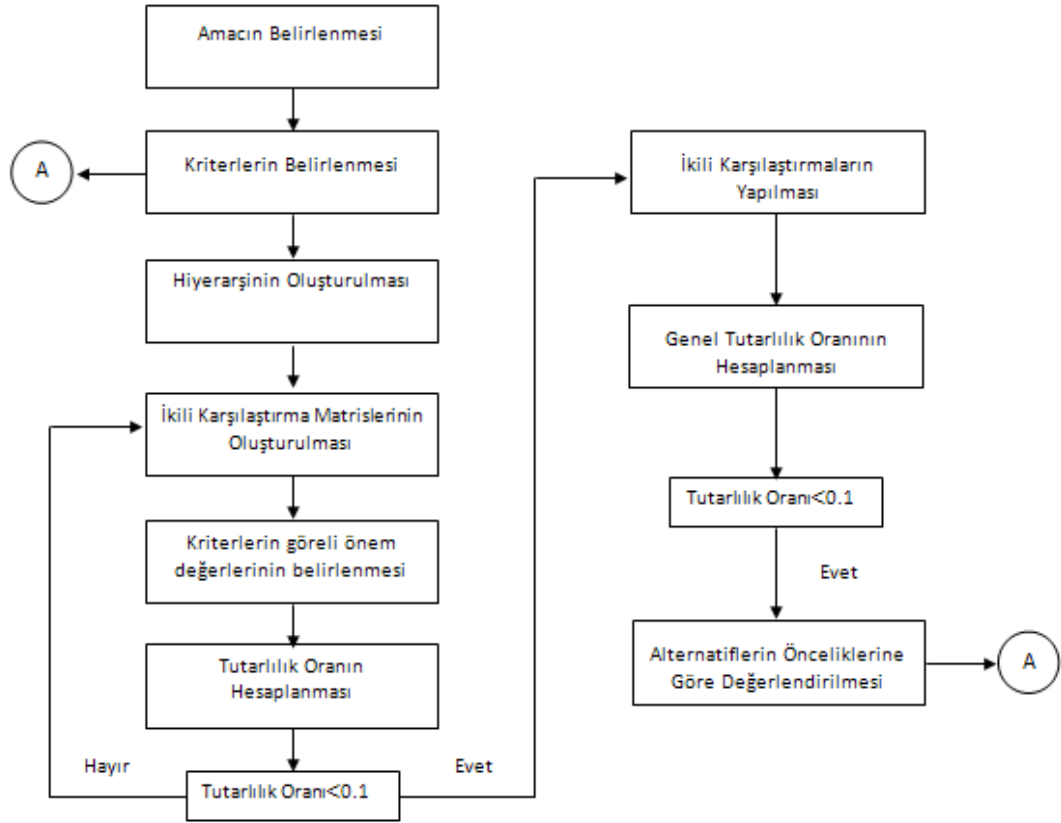 Amacın Belirlenmesi
A
Kriterlerin Belirlenmesi
Hiyerarşinin Oluşturulması
İkili Karşılaştırma Matrislerinin
Oluşturulması
Kriterlerin göreli önem
değerlerinin belirlenmesi
Tutarlılık Oranın
Hesaplanması
Hayır
Tutarlılık Oranı<0.1
Evet
İkili Karşılaştırmaların
Yapılması
Genel Tutarlılık Oranının
Hesaplanması
Tutarlılık Oranı<0.1
Evet
Alternatiflerin Önceliklerine
Göre Değerlendirilmesi
A